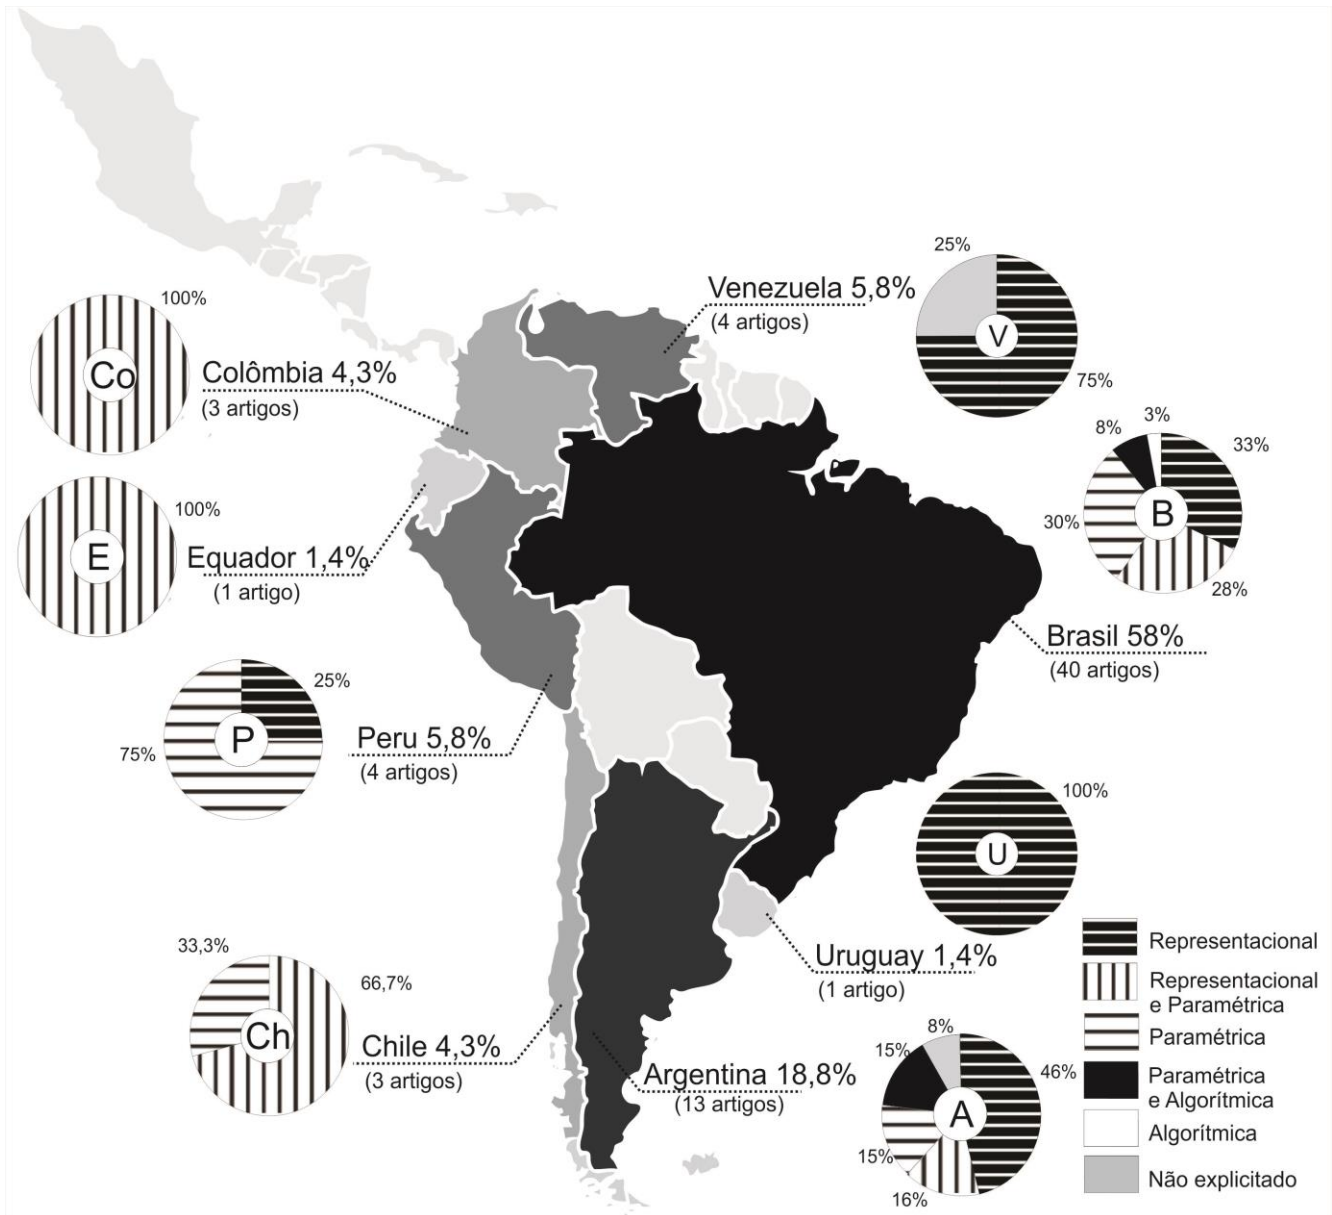 Venezuela 5,8%
(4 artigos)
25%
V
75%
100%
Co
Colômbia 4,3%
(3 artigos)
8%
3%
33%
B
30%
28%
Brasil 58%
(40 artigos)
100%
E
Equador 1,4%
(1 artigo)
25%
P
75%
Peru 5,8%
(4 artigos)
100%
U
Uruguay 1,4%
(1 artigo)
33,3%
66,7%
Ch
Chile 4,3%
(3 artigos)
Argentina 18,8%
(13 artigos)
8%
15%
46%
A
15%
16%
Representacional
Representacional
e Paramétrica
Paramétrica
Paramétrica
e Algorítmica
Algorítmica
Não explicitado